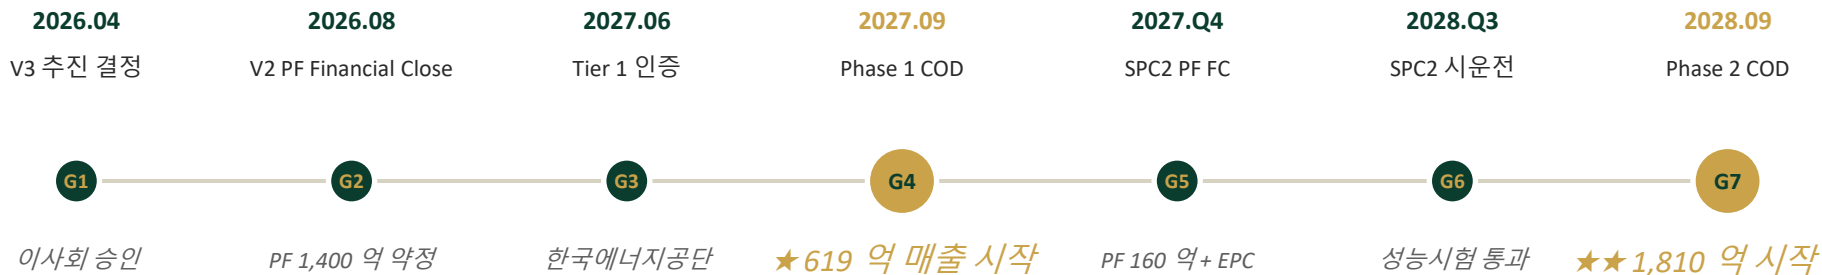 2026.04
2026.08
2027.06
2027.09
2027.Q4
2028.Q3
2028.09
V3 추진 결정
V2 PF Financial Close
Tier 1 인증
Phase 1 COD
SPC2 PF FC
SPC2 시운전
Phase 2 COD
G1
G2
G3
G4
G5
G6
G7
이사회 승인
PF 1,400 억 약정
한국에너지공단
★ 619 억 매출 시작
PF 160 억 + EPC
성능시험 통과
★★ 1,810 억 시작